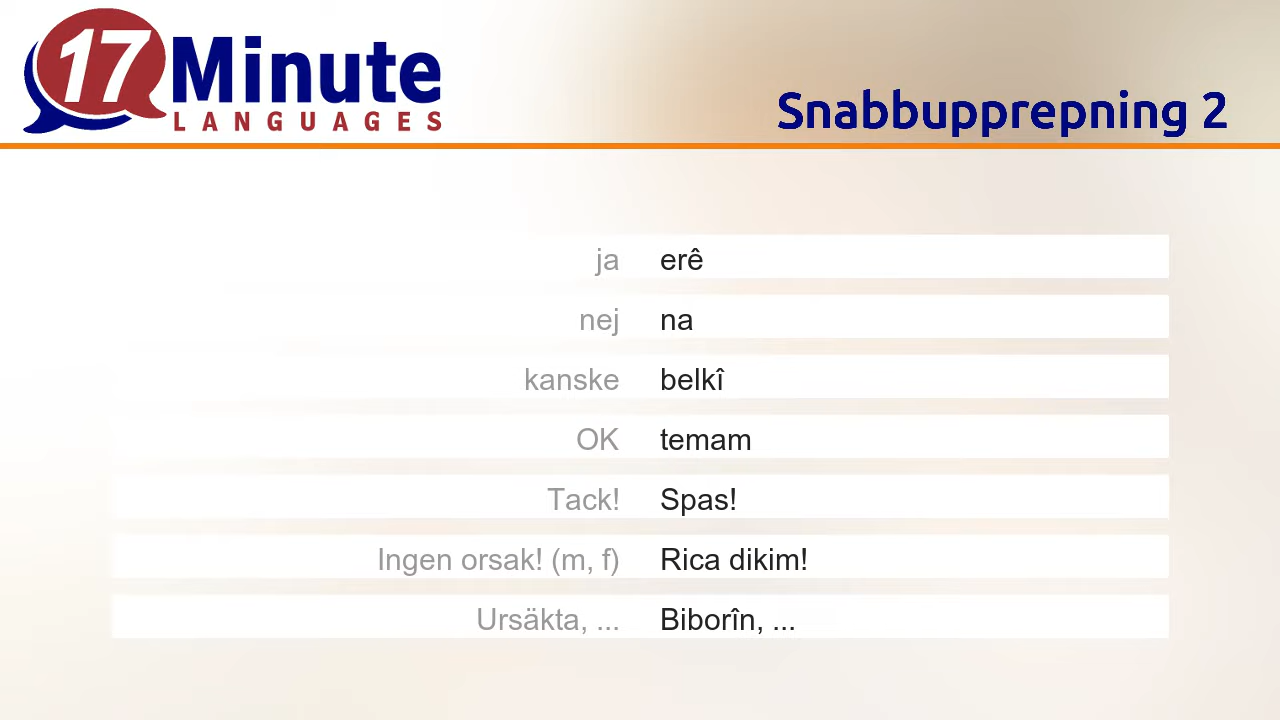 17 Minute
LANGUAGES
Snabbupprepning 2
ja erê
nej na
kanske belkî
OK temam
Tack! Spas!
Ingen orsak! (m, f) Rica dikim!
Ursäkta, ... Biborîn, ...